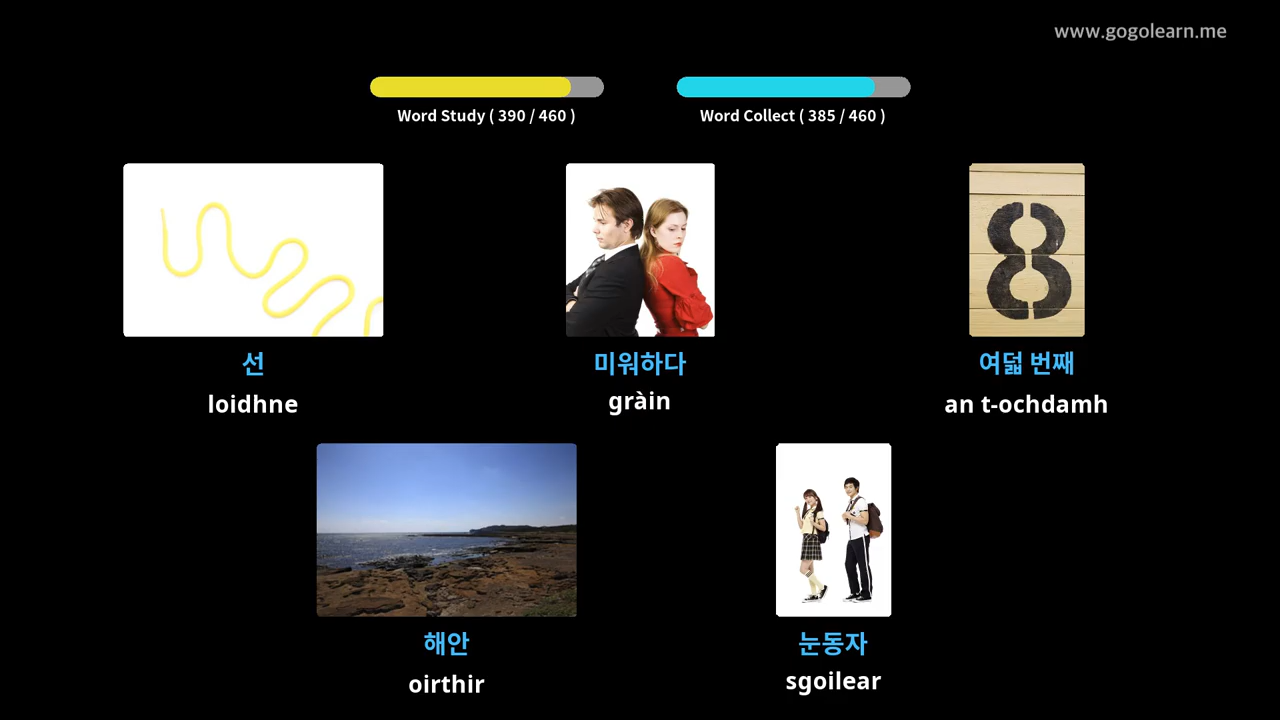 www.gogolearn.me
Word Study ( 390 / 460 )
Word Collect ( 385 / 460 )
선
loidhne
미워하다
gràin
여덟 번째
an t-ochdamh
8
해안
oirthir
눈동자
sgoilear